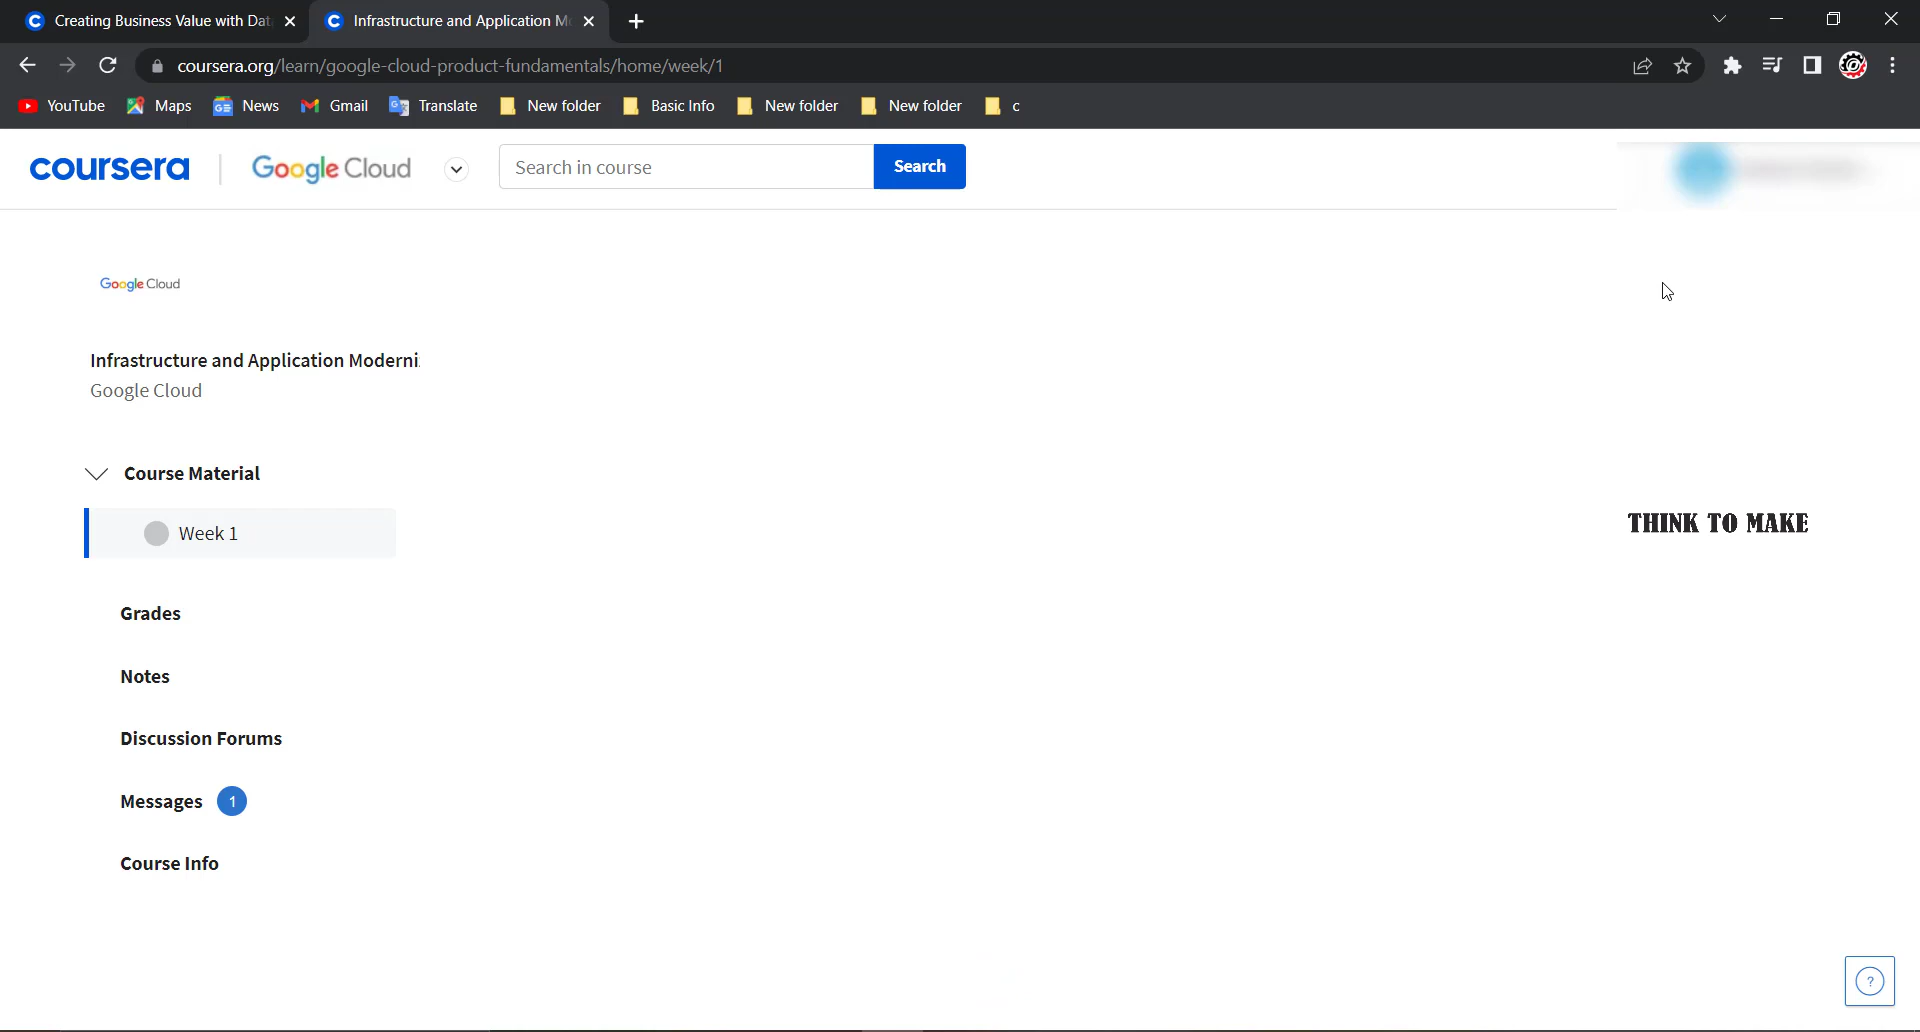 Creating Business Value with Dat
Infrastructure and Application M
coursera.org/learn/google-cloud-product-fundamentals/home/week/1
YouTube
Maps
News
Gmail
Translate
New folder
Basic Info
New folder
New folder
c
coursera
Google Cloud
Search in course
Search
Google Cloud
Infrastructure and Application Moderni
Google Cloud
Course Material
Week 1
THINK TO MAKE
Grades
Notes
Discussion Forums
Messages 1
Course Info
?